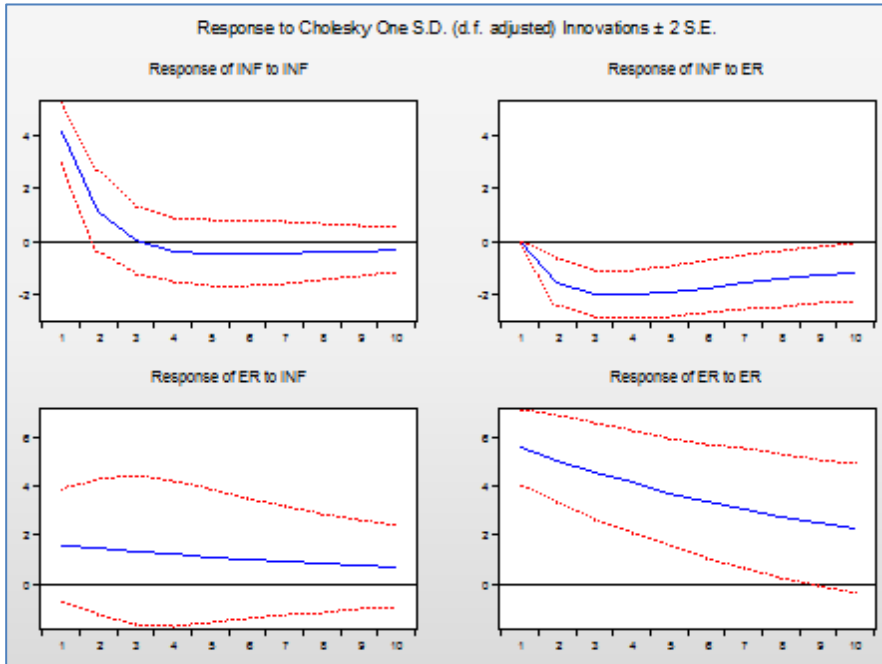 Response to Cholesky One S.D. (d.f. adjusted) Innovations ± 2 S.E.
Response of INF to INF
Response of INF to ER
4
2
0
-2
1 2 3 4 5 6 7 8 9 10
4
2
0
-2
1 2 3 4 5 6 7 8 9 10
Response of ER to INF
Response of ER to ER
6
4
2
0
1 2 3 4 5 6 7 8 9 10
6
4
2
0
1 2 3 4 5 6 7 8 9 10